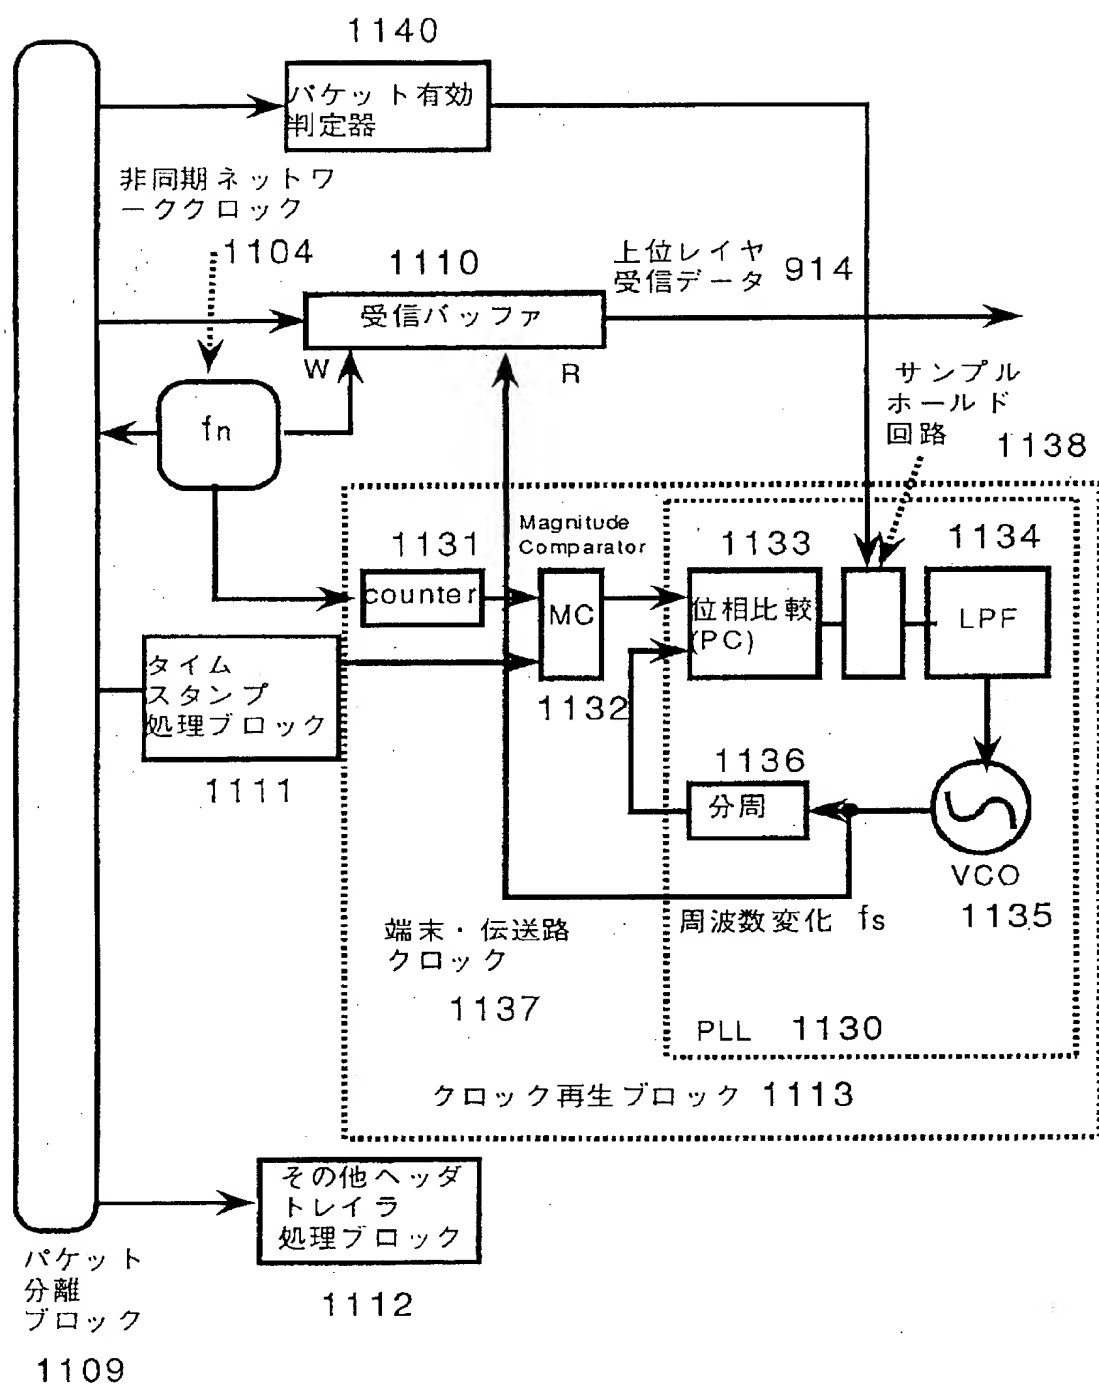 1140
パケット有効
判定器
非同期ネットワ
ーククロック
1104
1110
上位レイヤ
受信データ 914
受信バッファ
W
R
fn
サンプル
ホールド
回路
1138
Magnitude
Comparator
1131
1133
1134
counter
MC
位相比較
(PC)
LPF
1132
タイム
スタンプ
処理ブロック
1111
1136
分周
VCO
1135
周波数変化 fs
端末・伝送路
クロック
1137
PLL 1130
クロック再生ブロック 1113
その他ヘッダ
トレイラ
処理ブロック
1112
パケット
分離
ブロック
1109